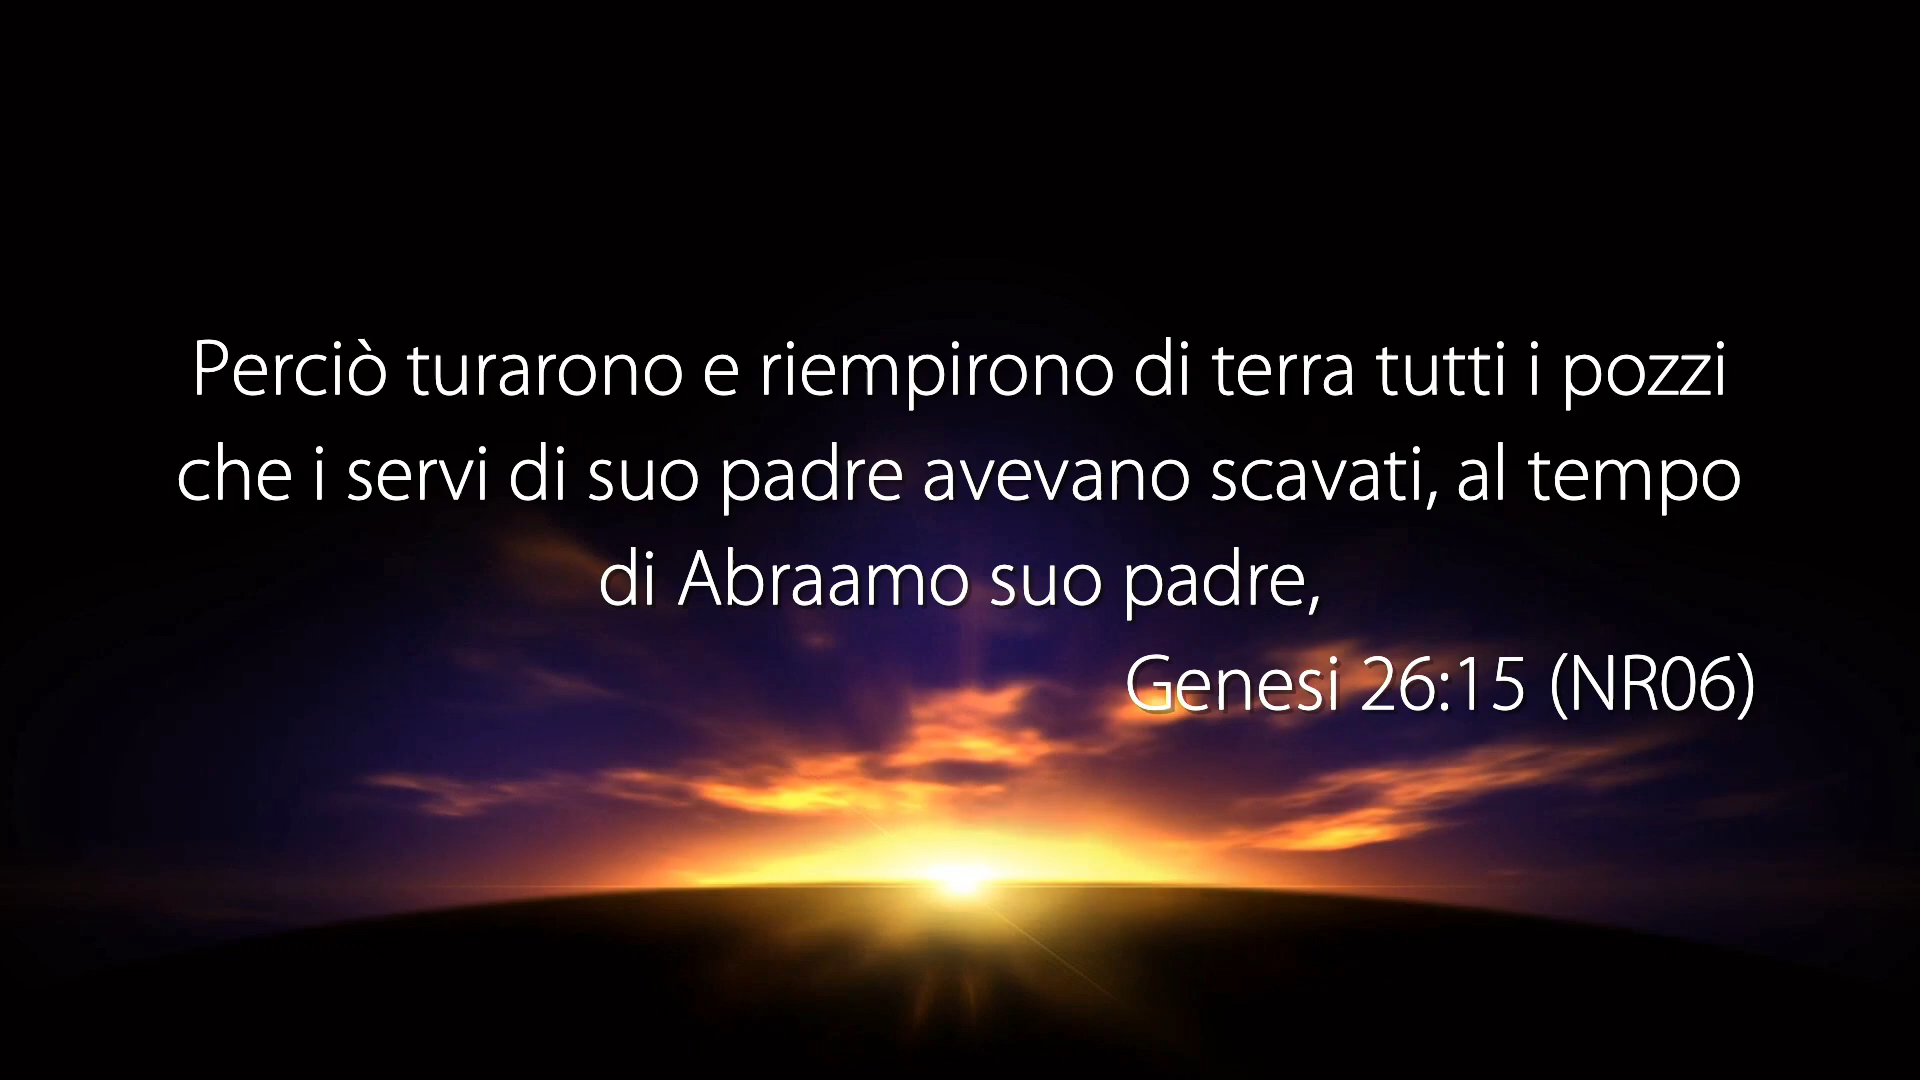 Perciò turarono e riempirono di terra tutti i pozzi
che i servi di suo padre avevano scavati, al tempo
di Abraamo suo padre,
Genesi 26:15 (NR06)